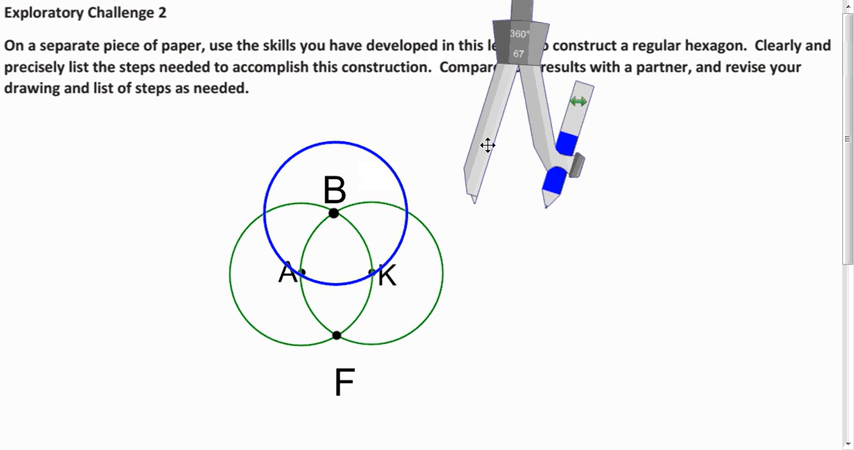 Exploratory Challenge 2
On a separate piece of paper, use the skills you have developed in this construct a regular hexagon. Clearly and
precisely list the steps needed to accomplish this construction. results with a partner, and revise your
drawing and list of steps as needed.
360°
67
B
A K
F